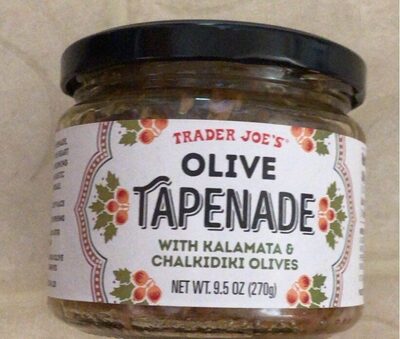 TRADER JOE'S®
OLIVE
TAPENADE
WITH KALAMATA &
CHALKIDIKI OLIVES
NET WT. 9.5 OZ (270g)